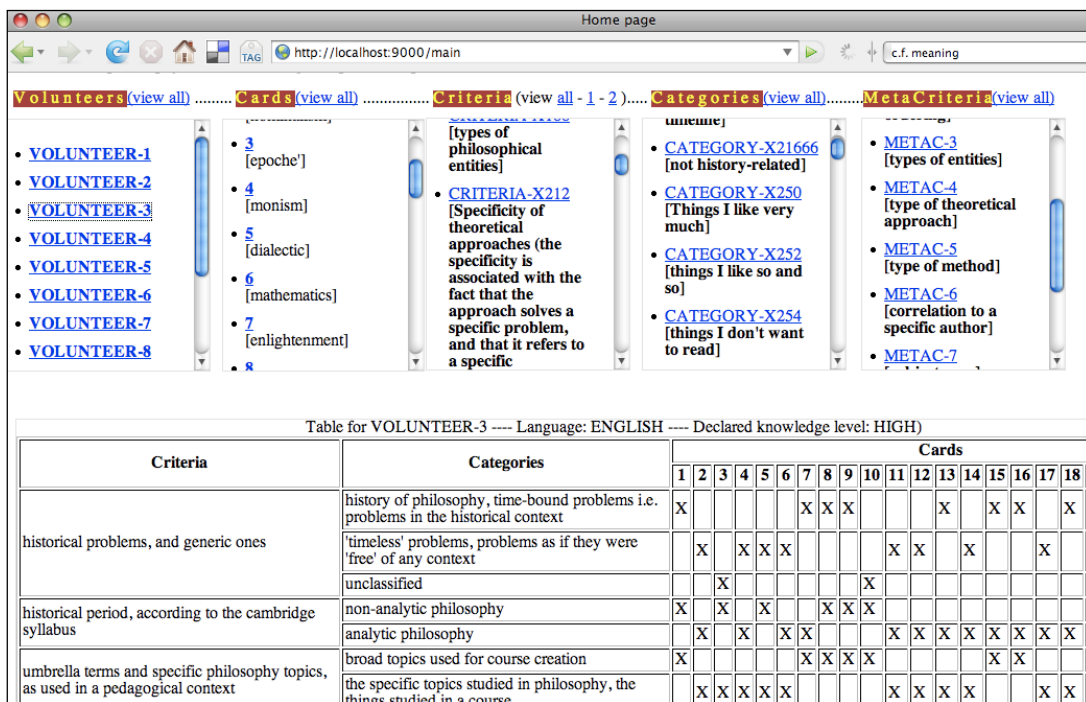 Home page
TAG
http://localhost:9000/main
c.f. meaning
Volunteers(view all) ......... Cards(view all) ................ Criteria (view all - 1 - 2 )..... Categories(view all).........MetaCriteria(view all)
• VOLUNTEER-1
• VOLUNTEER-2
• VOLUNTEER-3
• VOLUNTEER-4
• VOLUNTEER-5
• VOLUNTEER-6
• VOLUNTEER-7
• VOLUNTEER-8
• 3
[epoche']
• 4
[monism]
• 5
[dialectic]
• 6
[mathematics]
• 7
[enlightenment]
• 8
[types of
philosophical
entities]
• CRITERIA-X212
[Specificity of
theoretical
approaches (the
specificity is
associated with the
fact that the
approach solves a
specific problem,
and that it refers to
a specific
timeline]
• CATEGORY-X21666
[not history-related]
• CATEGORY-X250
[Things I like very
much]
• CATEGORY-X252
[things I like so and
so]
• CATEGORY-X254
[things I don't want
to read]
• METAC-3
[types of entities]
• METAC-4
[type of theoretical
approach]
• METAC-5
[type of method]
• METAC-6
[correlation to a
specific author]
• METAC-7
Table for VOLUNTEER-3 ---- Language: ENGLISH ---- Declared knowledge level: HIGH)
Criteria Categories Cards
1 2 3 4 5 6 7 8 9 10 11 12 13 14 15 16 17 18
historical problems, and generic ones
history of philosophy, time-bound problems i.e.
problems in the historical context
X X X X X X X X
'timeless' problems, problems as if they were
'free' of any context
X X X X X X X X
unclassified X X
historical period, according to the cambridge
syllabus
non-analytic philosophy X X X X X X
analytic philosophy X X X X X X X X X X X X
umbrella terms and specific philosophy topics,
as used in a pedagogical context
broad topics used for course creation X X X X X X X
the specific topics studied in philosophy, the
things studied in a course
X X X X X X X X X X X